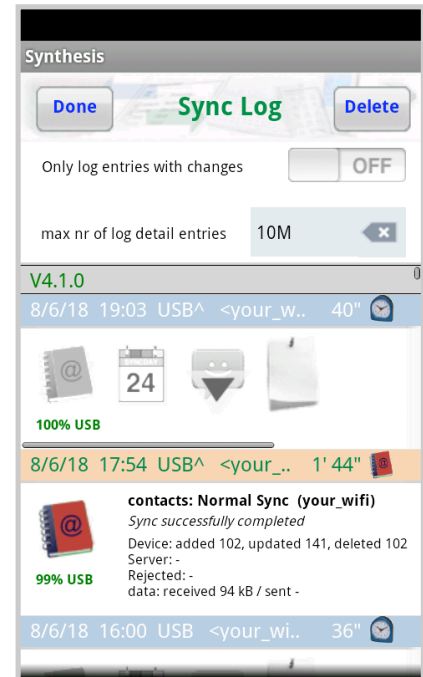 Synthesis
Done Sync Log Delete
Only log entries with changes OFF
max nr of log detail entries 10M
V4.1.0
8/6/18 19:03 USB^ <your_w.. 40"
@ 24
100% USB
8/6/18 17:54 USB^ <your_.. 1' 44"
contacts: Normal Sync (your_wifi)
Sync successfully completed
@
Device: added 102, updated 141, deleted 102
Server: -
99% USB
Rejected: -
data: received 94 kB / sent -
8/6/18 16:00 USB <your_wi.. 36"